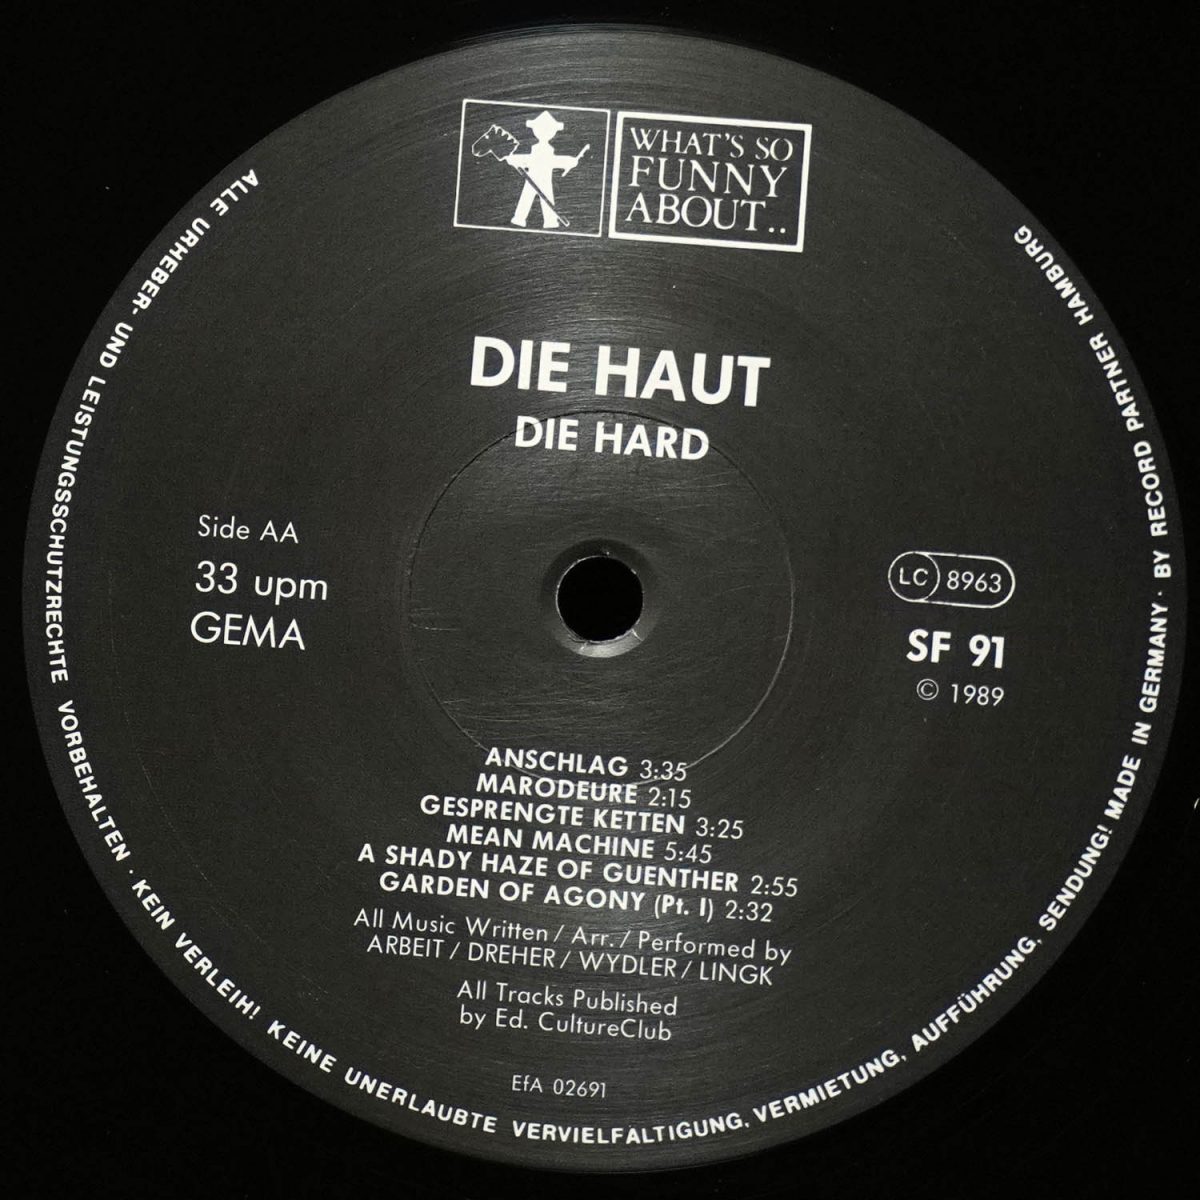 WHAT'S SO
FUNNY
ABOUT..
DIE HAUT
DIE HARD
Side AA
33 upm
GEMA
LC 8963
SF 91
© 1989
ANSCHLAG 3:35
MARODEURE 2:15
GESPRENGTE KETTEN 3:25
MEAN MACHINE 5:45
A SHADY HAZE OF GUENTHER 2:55
GARDEN OF AGONY (Pt. I) 2:32
All Music Written / Arr. / Performed by
ARBEIT / DREHER / WYDLER / LINGK
All Tracks Published
by Ed. CultureClub
EfA 02691
ALLE URHEBER- UND LEISTUNGSSCHUTZRECHTE VORBEHALTEN · KEIN VERLEIH! KEINE UNERLAUBTE VERVIELFÄLTIGUNG, VERMIETUNG, AUFFÜHRUNG, SENDUNG! MADE IN GERMANY · BY RECORD PARTNER HAMBURG